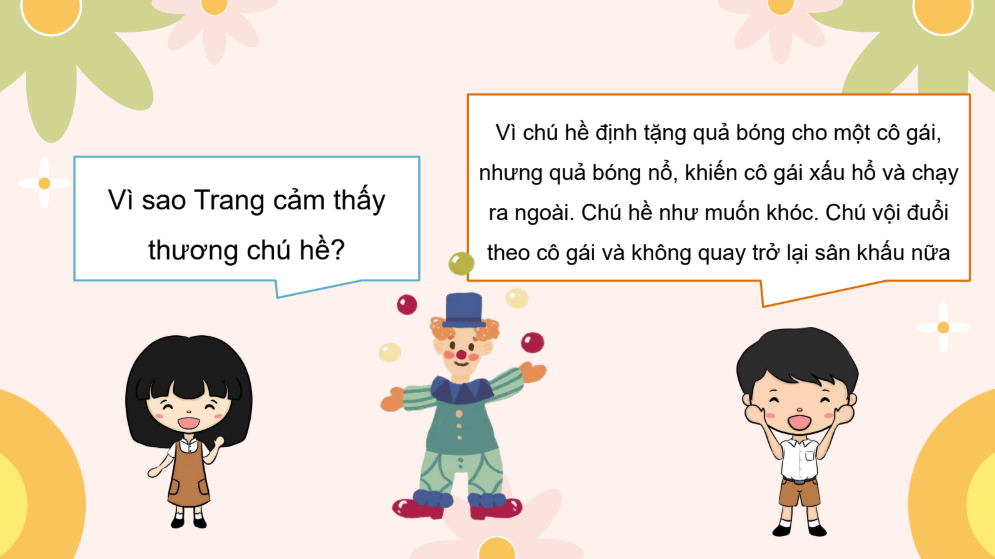 Vì sao Trang cảm thấy
thương chú hề?
Vì chú hề định tặng quả bóng cho một cô gái,
nhưng quả bóng nổ, khiến cô gái xấu hổ và chạy
ra ngoài. Chú hề như muốn khóc. Chú vội đuổi
theo cô gái và không quay trở lại sân khấu nữa